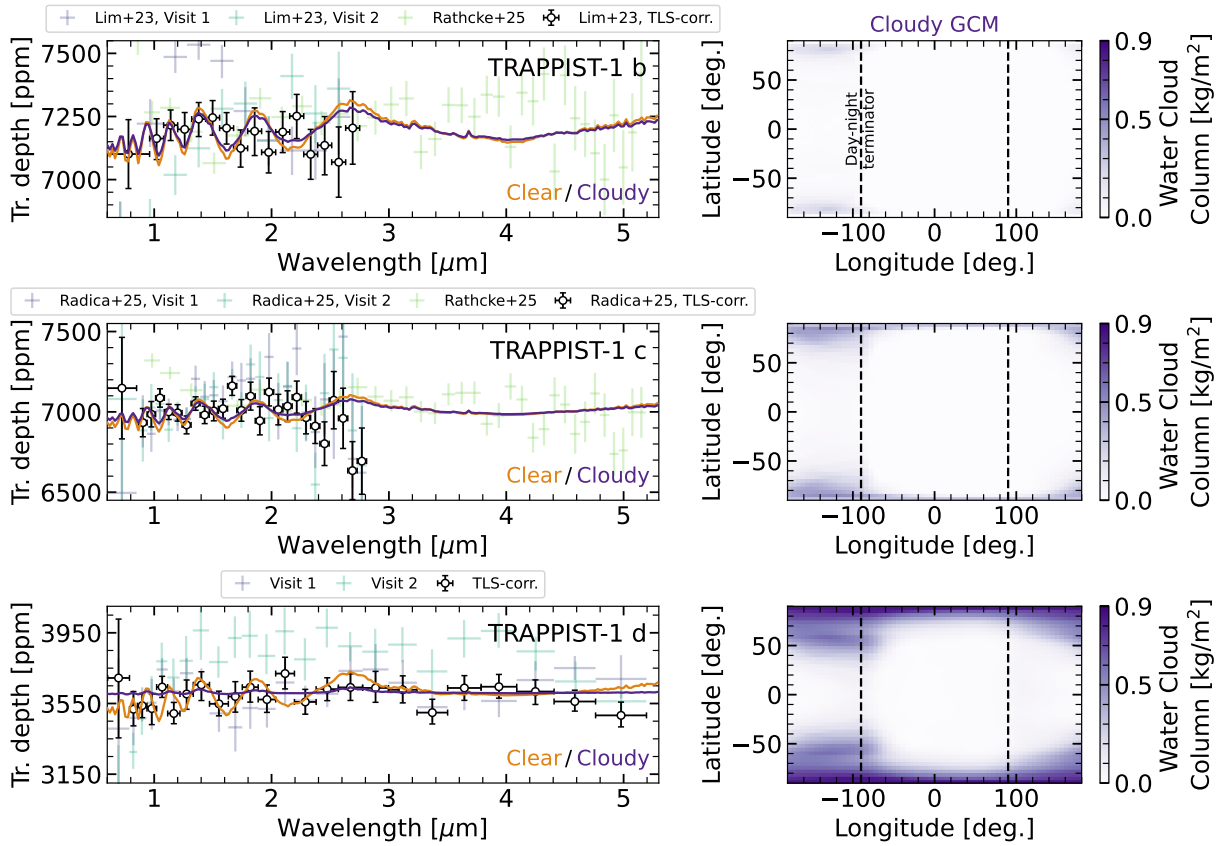 Lim+23, Visit 1 Lim+23, Visit 2 Rathcke+25 Lim+23, TLS-corr.
Cloudy GCM
Tr. depth [ppm]
7500
7250
7000
TRAPPIST-1 b
Clear / Cloudy
1 2 3 4 5
Wavelength [μm]
Latitude [deg.]
50
0
−50
Day-night
terminator
−100 0 100
Longitude [deg.]
0.9
0.5
0.0
Water Cloud
Column [kg/m²]
Radica+25, Visit 1 Radica+25, Visit 2 Rathcke+25 Radica+25, TLS-corr.
Tr. depth [ppm]
7500
7000
6500
TRAPPIST-1 c
Clear / Cloudy
1 2 3 4 5
Wavelength [μm]
Latitude [deg.]
50
0
−50
−100 0 100
Longitude [deg.]
0.9
0.5
0.0
Water Cloud
Column [kg/m²]
Visit 1 Visit 2 TLS-corr.
Tr. depth [ppm]
3950
3550
3150
TRAPPIST-1 d
Clear / Cloudy
1 2 3 4 5
Wavelength [μm]
Latitude [deg.]
50
0
−50
−100 0 100
Longitude [deg.]
0.9
0.5
0.0
Water Cloud
Column [kg/m²]